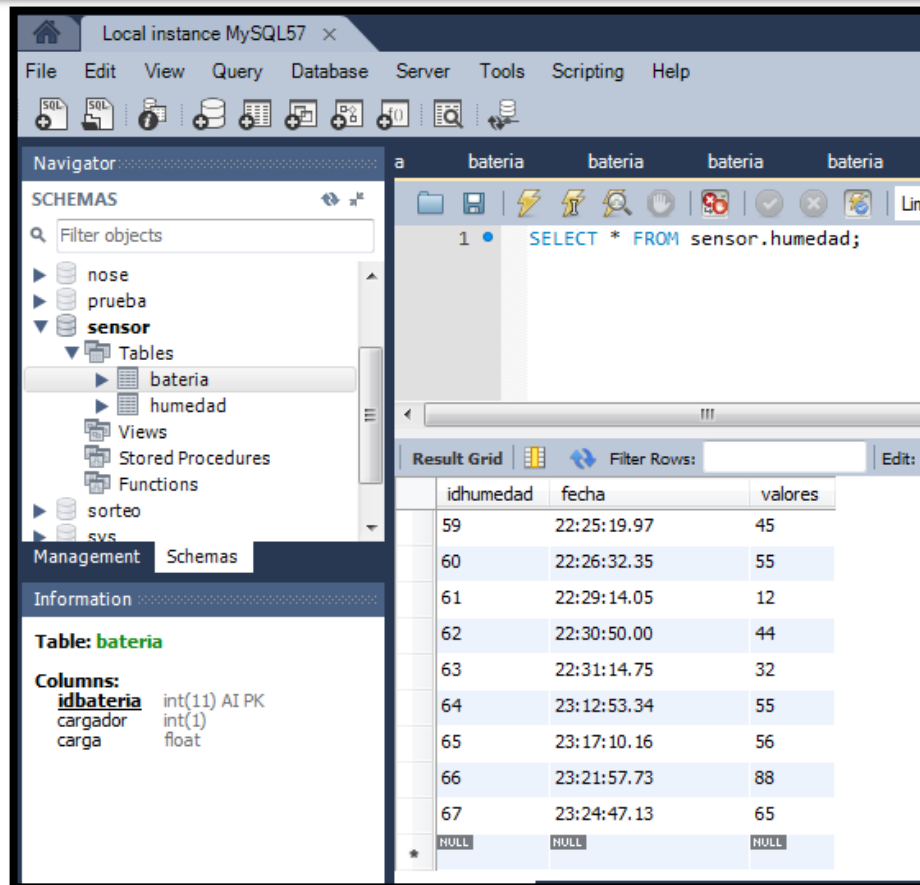 Local instance MySQL57 ×
File Edit View Query Database Server Tools Scripting Help
SQL SQL f()
Navigator
SCHEMAS
Filter objects
nose
prueba
sensor
Tables
bateria
humedad
Views
Stored Procedures
Functions
sorteo
sys
Management Schemas
Information
Table: bateria
Columns:
idbateria int(11) AI PK
cargador int(1)
carga float
a bateria bateria bateria bateria
Lin
1 SELECT * FROM sensor.humedad;
Result Grid Filter Rows: Edit:
idhumedad fecha valores
59 22:25:19.97 45
60 22:26:32.35 55
61 22:29:14.05 12
62 22:30:50.00 44
63 22:31:14.75 32
64 23:12:53.34 55
65 23:17:10.16 56
66 23:21:57.73 88
67 23:24:47.13 65
* NULL NULL NULL